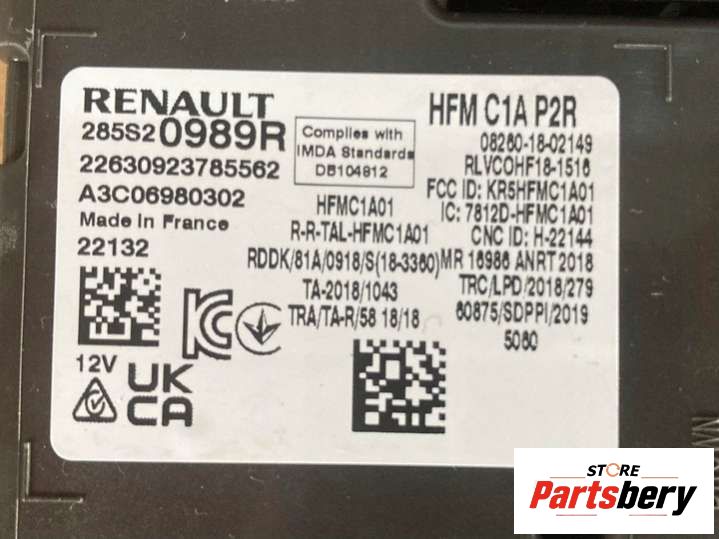 RENAULT
285S20989R
22630923785562
A3C06980302
Made in France
22132
12V
UK
CA
Complies with
IMDA Standards
DB104812
HFMC1A01
R-R-TAL-HFMC1A01
RDDK/81A/0918/S(18-3360)
TA-2018/1043
TRA/TA-R/58 18/18
HFM C1A P2R
08260-18-02149
RLVCOHF18-1516
FCC ID: KR5HFMC1A01
IC: 7812D-HFMC1A01
CNC ID: H-22144
MR 16986 ANRT 2018
TRC/LPD/2018/279
60875/SDPPI/2019
5060
STORE
Partsbery